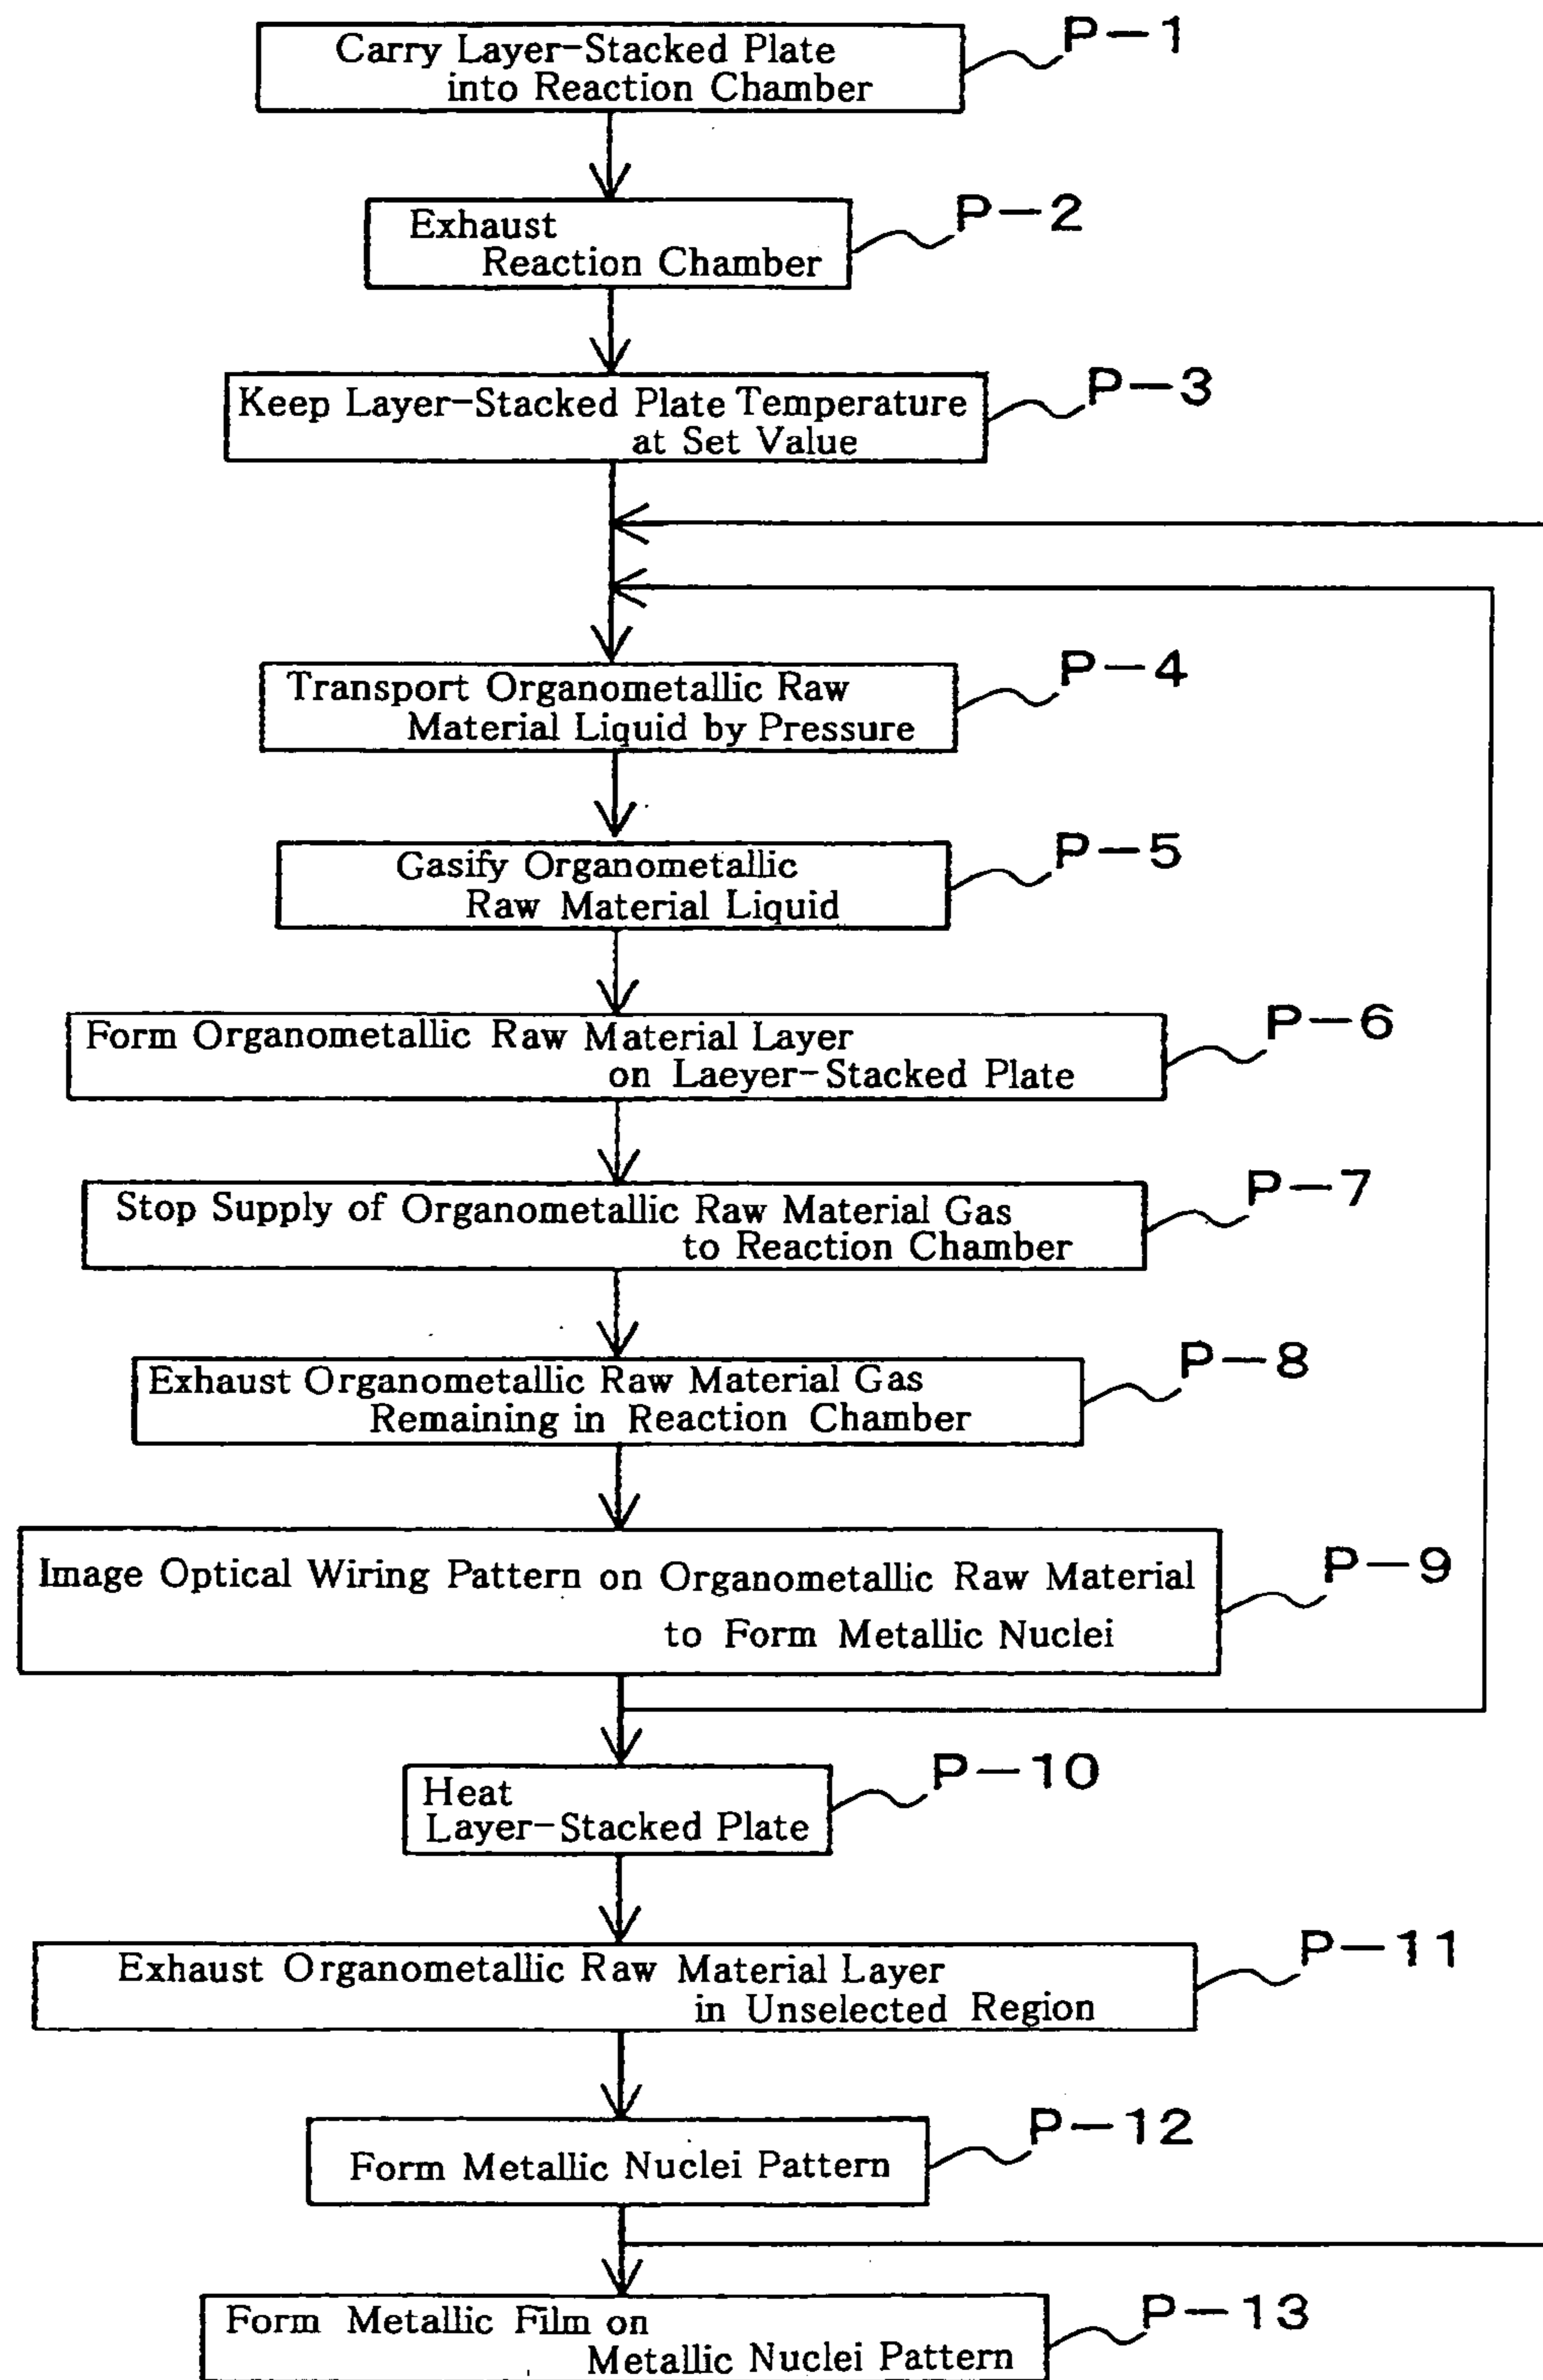 Carry Layer-Stacked Plate
into Reaction Chamber
P-1
Exhaust
Reaction Chamber
P-2
Keep Layer-Stacked Plate Temperature
at Set Value
P-3
Transport Organometallic Raw
Material Liquid by Pressure
P-4
Gasify Organometallic
Raw Material Liquid
P-5
Form Organometallic Raw Material Layer
on Laeyer-Stacked Plate
P-6
Stop Supply of Organometallic Raw Material Gas
to Reaction Chamber
P-7
Exhaust Organometallic Raw Material Gas
Remaining in Reaction Chamber
P-8
Image Optical Wiring Pattern on Organometallic Raw Material
to Form Metallic Nuclei
P-9
Heat
Layer-Stacked Plate
P-10
Exhaust Organometallic Raw Material Layer
in Unselected Region
P-11
Form Metallic Nuclei Pattern
P-12
Form Metallic Film on
Metallic Nuclei Pattern
P-13